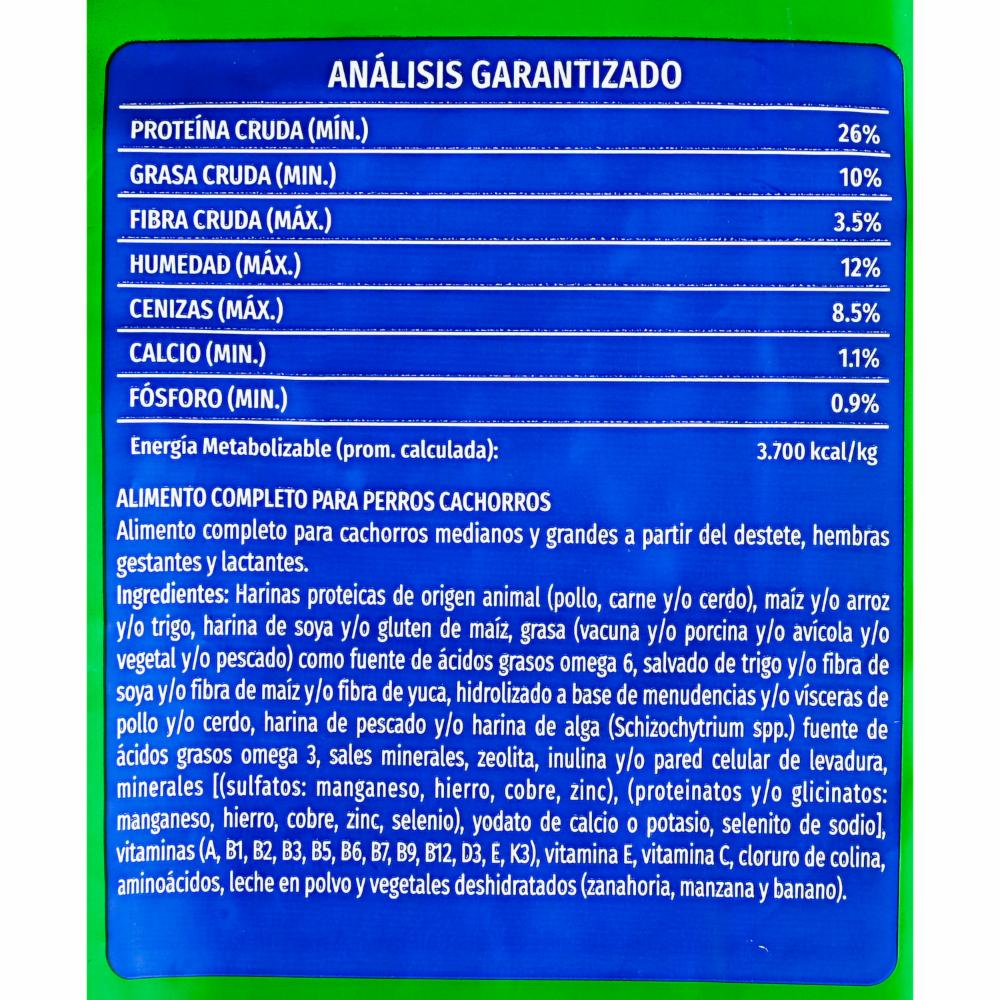 ANÁLISIS GARANTIZADO
PROTEÍNA CRUDA (MÍN.) 26%
GRASA CRUDA (MIN.) 10%
FIBRA CRUDA (MÁX.) 3.5%
HUMEDAD (MÁX.) 12%
CENIZAS (MÁX.) 8.5%
CALCIO (MIN.) 1.1%
FÓSFORO (MIN.) 0.9%
Energía Metabolizable (prom. calculada): 3.700 kcal/kg
ALIMENTO COMPLETO PARA PERROS CACHORROS
Alimento completo para cachorros medianos y grandes a partir del destete, hembras
gestantes y lactantes.
Ingredientes: Harinas proteicas de origen animal (pollo, carne y/o cerdo), maíz y/o arroz
y/o trigo, harina de soya y/o gluten de maíz, grasa (vacuna y/o porcina y/o avícola y/o
vegetal y/o pescado) como fuente de ácidos grasos omega 6, salvado de trigo y/o fibra de
soya y/o fibra de maíz y/o fibra de yuca, hidrolizado a base de menudencias y/o vísceras de
pollo y/o cerdo, harina de pescado y/o harina de alga (Schizochytrium spp.) fuente de
ácidos grasos omega 3, sales minerales, zeolita, inulina y/o pared celular de levadura,
minerales [(sulfatos: manganeso, hierro, cobre, zinc), (proteinatos y/o glicinatos:
manganeso, hierro, cobre, zinc, selenio), yodato de calcio o potasio, selenito de sodio],
vitaminas (A, B1, B2, B3, B5, B6, B7, B9, B12, D3, E, K3), vitamina E, vitamina C, cloruro de colina,
aminoácidos, leche en polvo y vegetales deshidratados (zanahoria, manzana y banano).